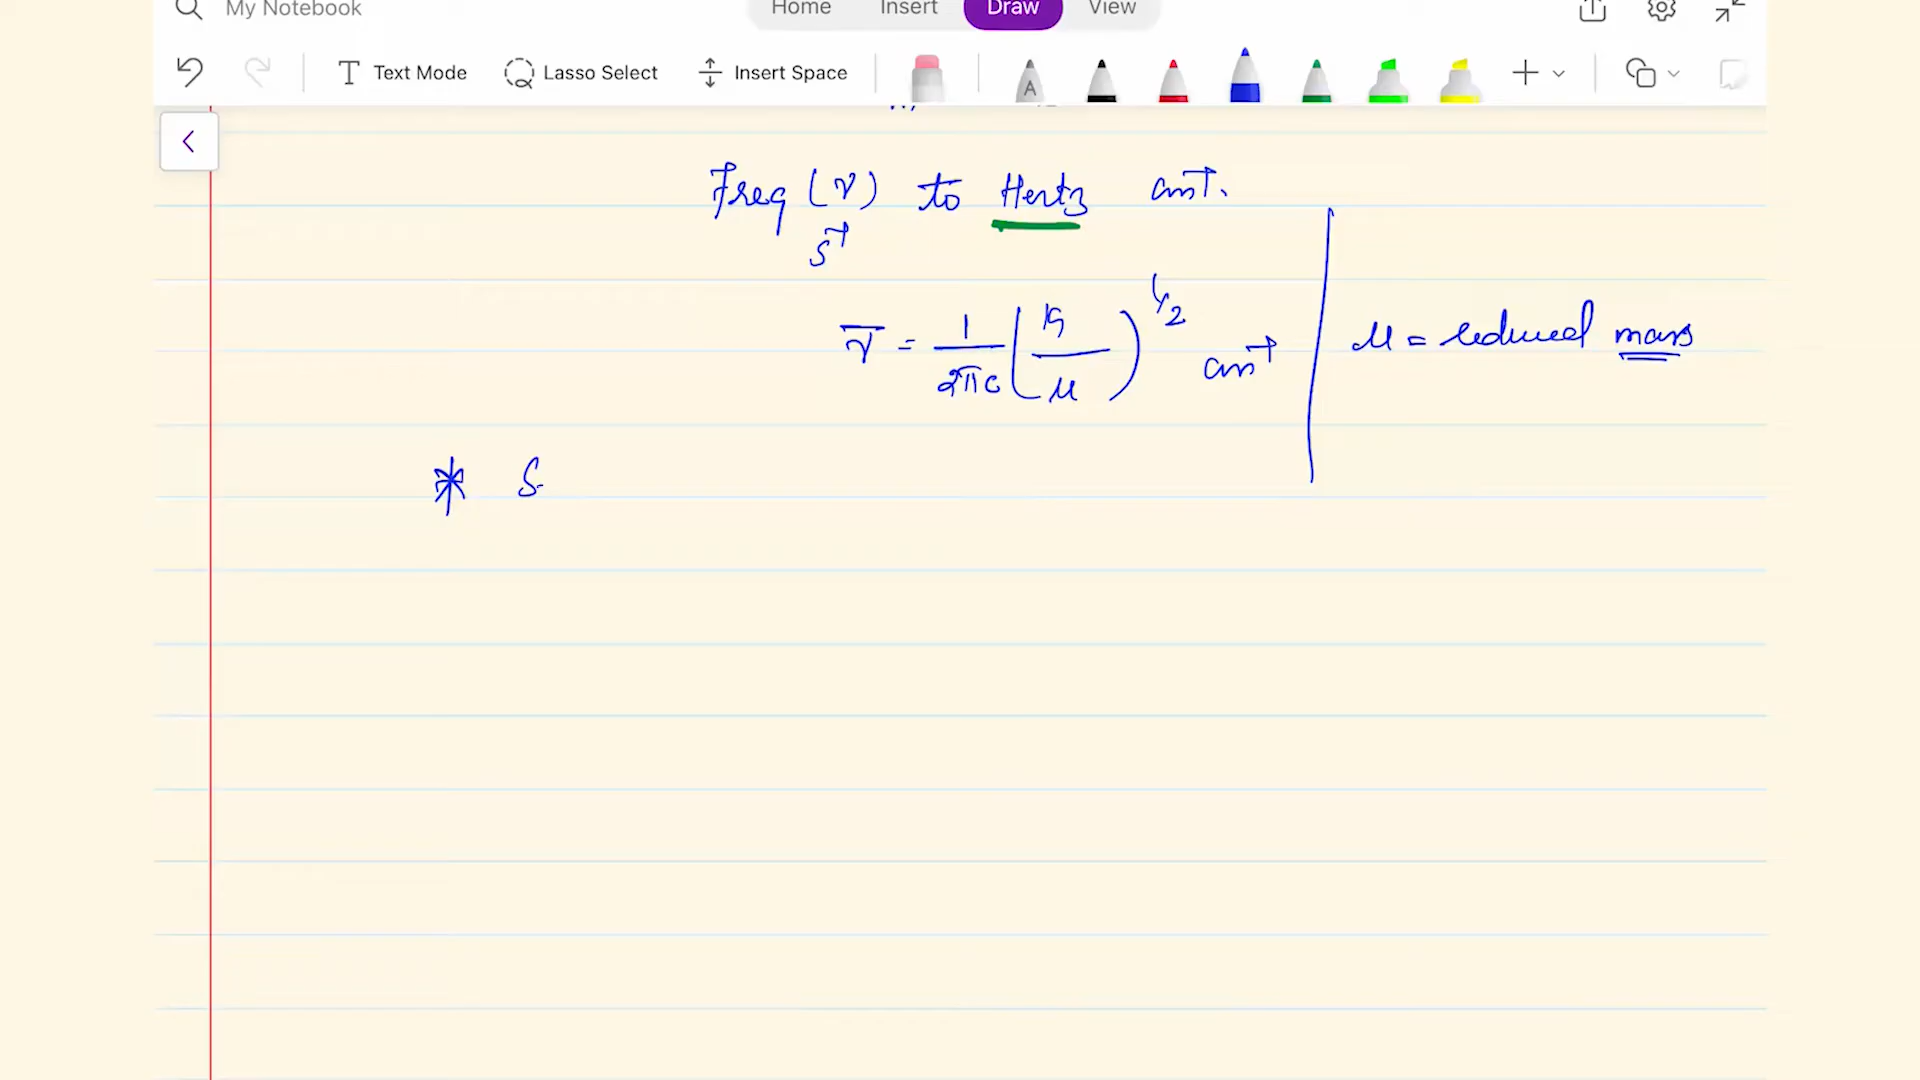 My Notebook
Home Insert Draw View
Text Mode Lasso Select Insert Space
A
Freq (ν) to Hertz cm⁻¹.
s⁻¹
ν̅ = 1/2πc (K/μ)^1/2 cm⁻¹
μ = reduced mass
* S